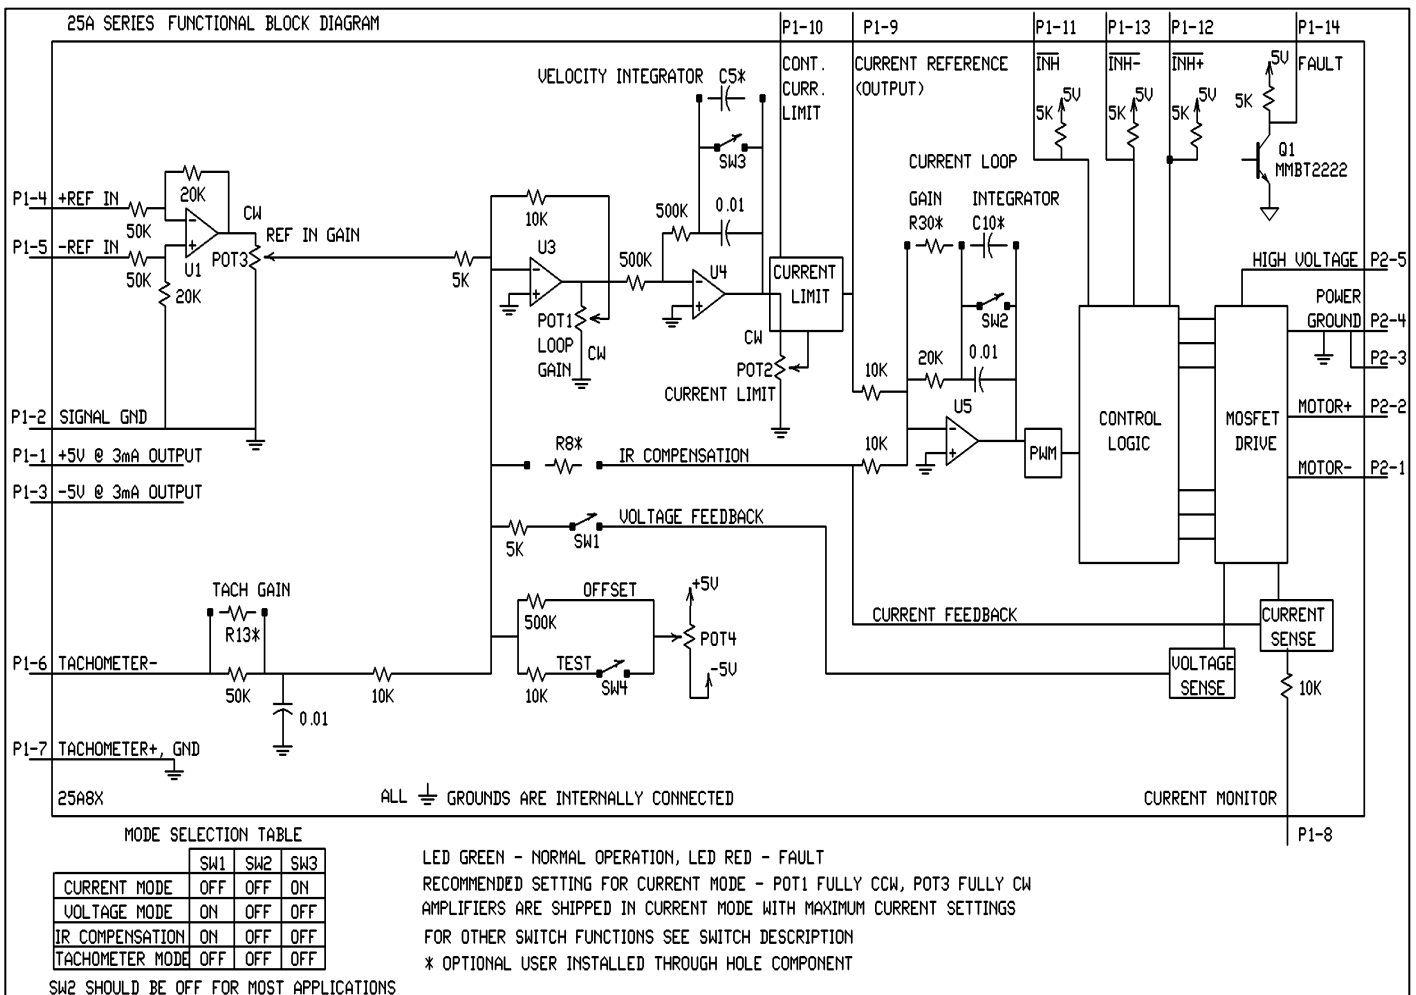 25A SERIES FUNCTIONAL BLOCK DIAGRAM
P1-10
P1-9
P1-11
P1-13
P1-12
P1-14
CONT.
CURR.
LIMIT
CURRENT REFERENCE
(OUTPUT)
INH
INH-
INH+
5V
FAULT
VELOCITY INTEGRATOR C5*
5K
5V
5K
5V
5K
5V
5K
SW3
Q1
MMBT2222
CURRENT LOOP
P1-4 +REF IN
20K
50K
CW
GAIN
R30*
INTEGRATOR
C10*
500K
0.01
10K
P1-5 -REF IN
REF IN GAIN
U1
POT3
50K
20K
5K
U3
500K
U4
CURRENT
LIMIT
HIGH VOLTAGE P2-5
POWER
GROUND P2-4
P2-3
SW2
POT1
LOOP
GAIN
CW
CW
POT2
CURRENT LIMIT
10K
20K
0.01
U5
P1-2 SIGNAL GND
CONTROL
LOGIC
MOSFET
DRIVE
MOTOR+ P2-2
P1-1 +5V @ 3mA OUTPUT
R8*
IR COMPENSATION
10K
PWM
MOTOR- P2-1
P1-3 -5V @ 3mA OUTPUT
5K
SW1
VOLTAGE FEEDBACK
TACH GAIN
R13*
OFFSET
500K
+5V
POT4
-5V
CURRENT FEEDBACK
CURRENT
SENSE
P1-6 TACHOMETER-
50K
10K
TEST
10K
SW4
VOLTAGE
SENSE
10K
0.01
P1-7 TACHOMETER+, GND
25A8X
ALL GROUNDS ARE INTERNALLY CONNECTED
CURRENT MONITOR
P1-8
MODE SELECTION TABLE
SW1 SW2 SW3
CURRENT MODE OFF OFF ON
VOLTAGE MODE ON OFF OFF
IR COMPENSATION ON OFF OFF
TACHOMETER MODE OFF OFF OFF
SW2 SHOULD BE OFF FOR MOST APPLICATIONS
LED GREEN - NORMAL OPERATION, LED RED - FAULT
RECOMMENDED SETTING FOR CURRENT MODE - POT1 FULLY CCW, POT3 FULLY CW
AMPLIFIERS ARE SHIPPED IN CURRENT MODE WITH MAXIMUM CURRENT SETTINGS
FOR OTHER SWITCH FUNCTIONS SEE SWITCH DESCRIPTION
* OPTIONAL USER INSTALLED THROUGH HOLE COMPONENT